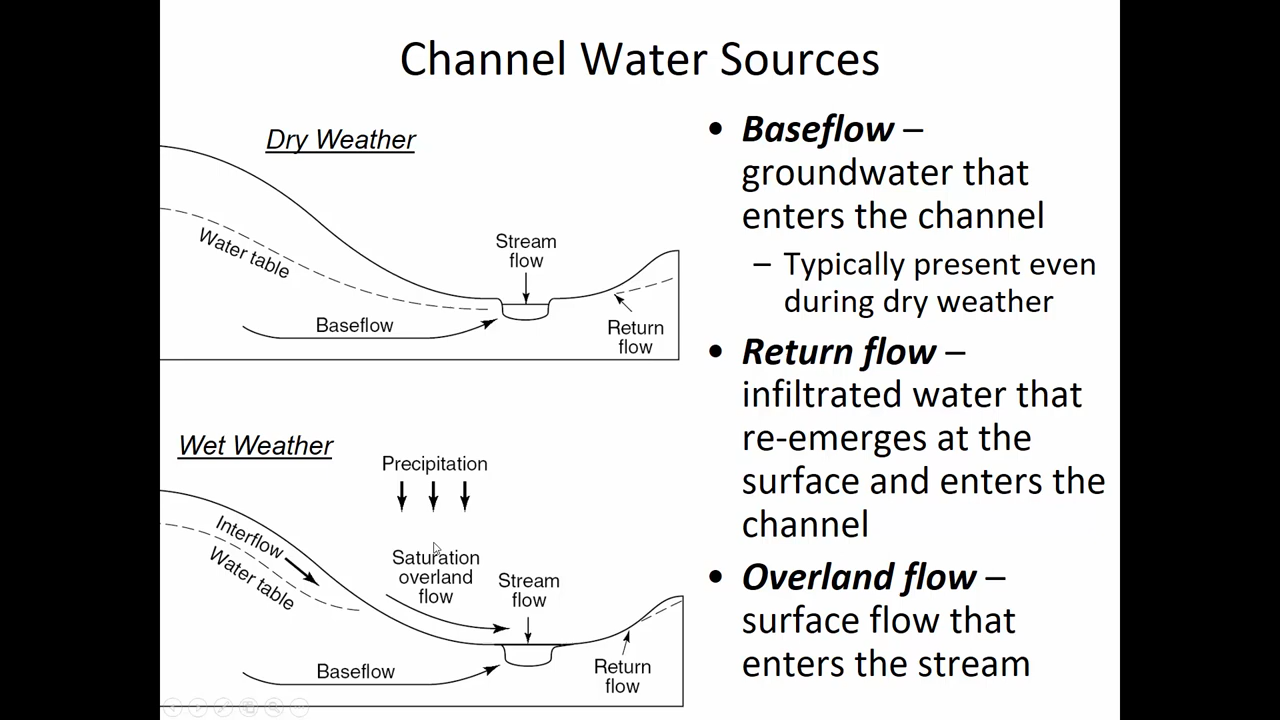 Channel Water Sources
Dry Weather
Water table
Stream
flow
Baseflow
Return
flow
Wet Weather
Precipitation
Interflow
Water table
Saturation
overland
flow
Stream
flow
Baseflow
Return
flow
• Baseflow –
groundwater that
enters the channel
– Typically present even
during dry weather
• Return flow –
infiltrated water that
re-emerges at the
surface and enters the
channel
• Overland flow –
surface flow that
enters the stream